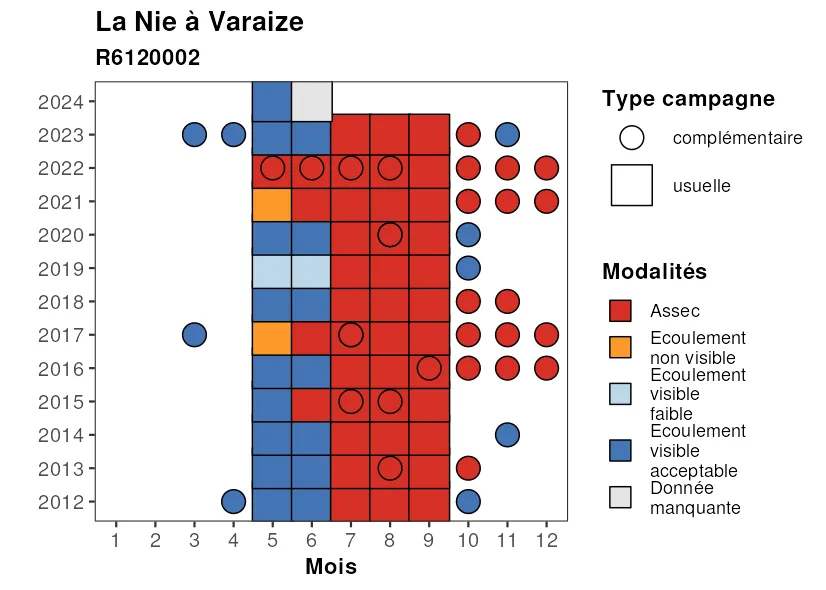 La Nie à Varaize
R6120002
2024
2023
2022
2021
2020
2019
2018
2017
2016
2015
2014
2013
2012
1 2 3 4 5 6 7 8 9 10 11 12
Mois
Type campagne
complémentaire
usuelle
Modalités
Assec
Ecoulement
non visible
Ecoulement
visible
faible
Ecoulement
visible
acceptable
Donnée
manquante